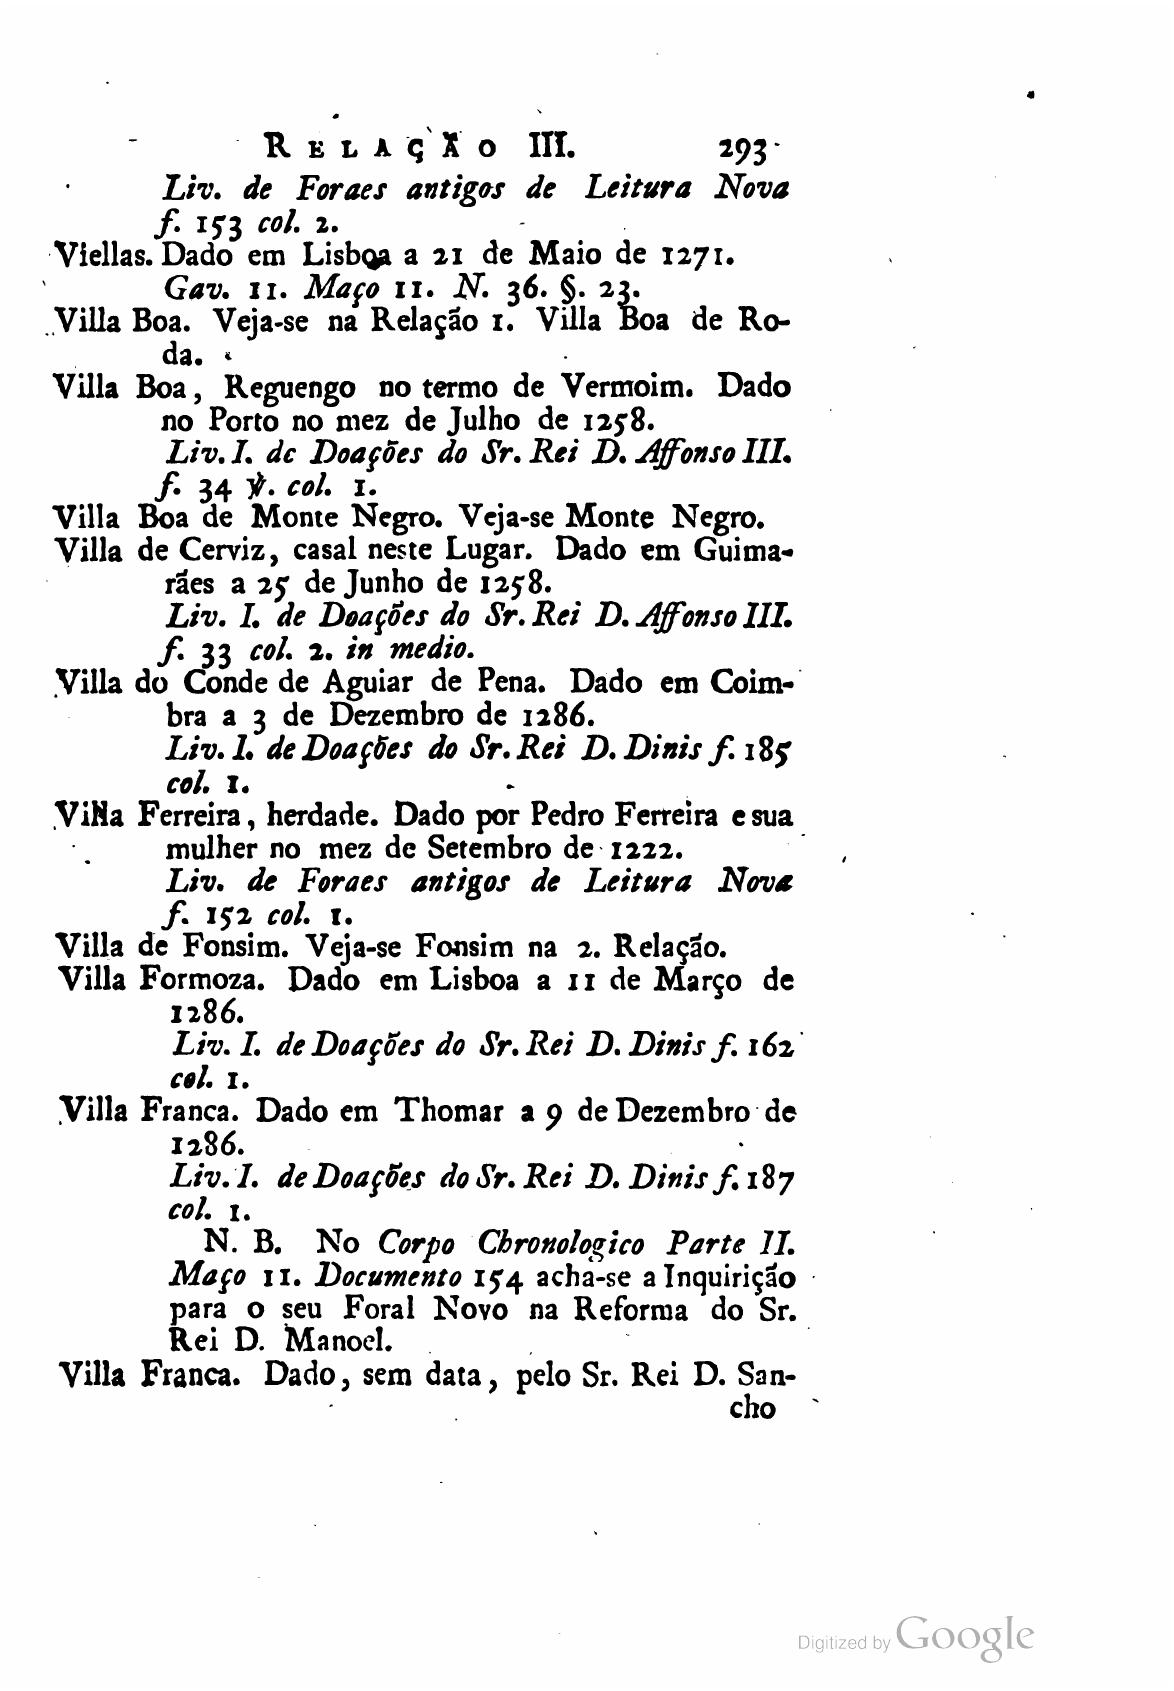 RELAÇÃO III. 293
Liv. de Foraes antigos de Leitura Nova
f. 153 col. 2.
Viellas. Dado em Lisboa a 21 de Maio de 1271.
Gav. 11. Maço 11. N. 36. §. 23.
Villa Boa. Veja-se na Relação 1. Villa Boa de Ro-
da.
Villa Boa, Reguengo no termo de Vermoim. Dado
no Porto no mez de Julho de 1258.
Liv. I. de Doações do Sr. Rei D. Affonso III.
f. 34 ℣. col. 1.
Villa Boa de Monte Negro. Veja-se Monte Negro.
Villa de Cerviz, casal neste Lugar. Dado em Guima-
rães a 25 de Junho de 1258.
Liv. I. de Doações do Sr. Rei D. Affonso III.
f. 33 col. 2. in medio.
Villa do Conde de Aguiar de Pena. Dado em Coim-
bra a 3 de Dezembro de 1286.
Liv. I. de Doações do Sr. Rei D. Dinis f. 185
col. 1.
Villa Ferreira, herdade. Dado por Pedro Ferreira e sua
mulher no mez de Setembro de 1222.
Liv. de Foraes antigos de Leitura Nova
f. 152 col. 1.
Villa de Fonsim. Veja-se Fonsim na 2. Relação.
Villa Formoza. Dado em Lisboa a 11 de Março de
1286.
Liv. I. de Doações do Sr. Rei D. Dinis f. 162
col. 1.
Villa Franca. Dado em Thomar a 9 de Dezembro de
1286.
Liv. I. de Doações do Sr. Rei D. Dinis f. 187
col. 1.
N. B. No Corpo Chronologico Parte II.
Maço 11. Documento 154 acha-se a Inquirição
para o seu Foral Novo na Reforma do Sr.
Rei D. Manoel.
Villa Franca. Dado, sem data, pelo Sr. Rei D. San-
cho
Digitized by Google